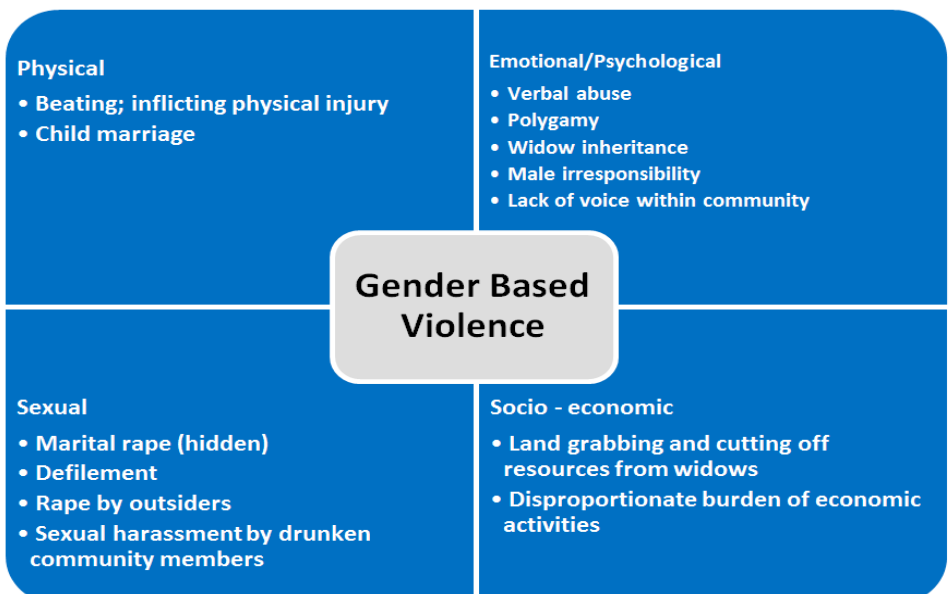 Physical
• Beating; inflicting physical injury
• Child marriage
Emotional/Psychological
• Verbal abuse
• Polygamy
• Widow inheritance
• Male irresponsibility
• Lack of voice within community
Gender Based
Violence
Sexual
• Marital rape (hidden)
• Defilement
• Rape by outsiders
• Sexual harassment by drunken
community members
Socio - economic
• Land grabbing and cutting off
resources from widows
• Disproportionate burden of economic
activities